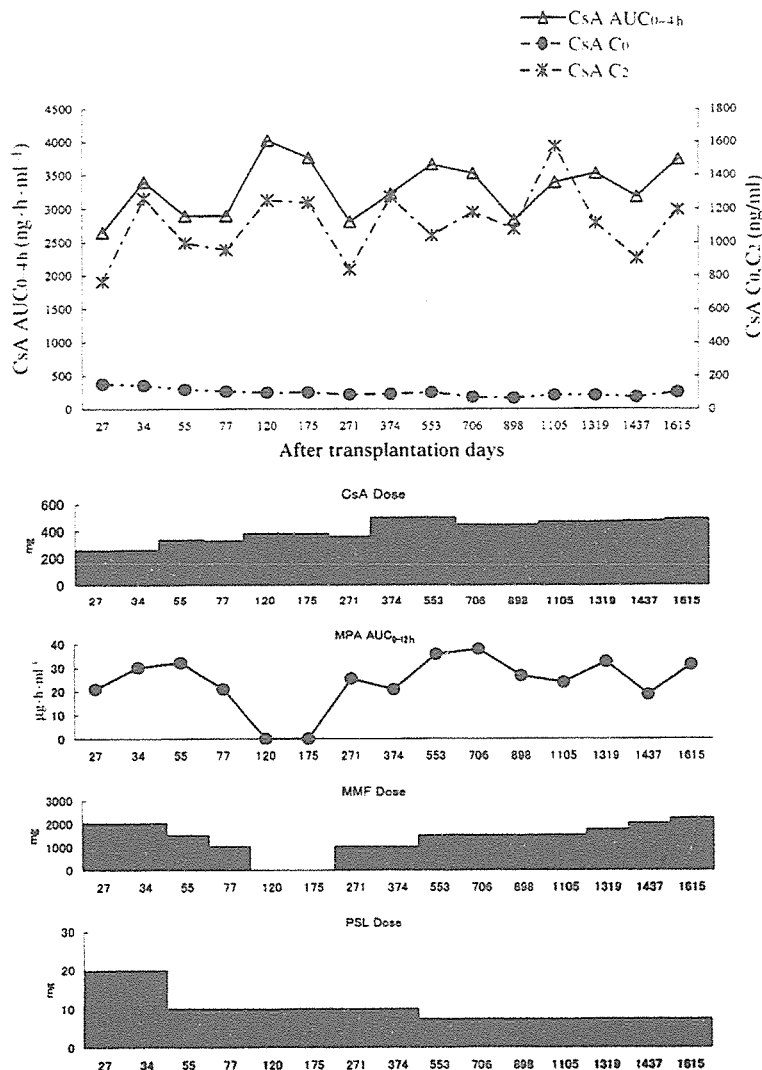 CsA AUC0-4h
CsA C0
CsA C2
CsA AUC0-4h (ng·h·ml⁻¹)
4500
4000
3500
3000
2500
2000
1500
1000
500
0
1800
1600
1400
1200
1000
800
600
400
200
0
CsA C0,C2 (ng/ml)
27 34 55 77 120 175 271 374 553 706 898 1105 1319 1437 1615
After transplantation days
CsA Dose
mg
600
400
200
0
27 34 55 77 120 175 271 374 553 706 898 1105 1319 1437 1615
MPA AUC0-12h
µg·h·ml⁻¹
40
30
20
10
0
27 34 55 77 120 175 271 374 553 706 898 1105 1319 1437 1615
MMF Dose
mg
3000
2000
1000
0
27 34 55 77 120 175 271 374 553 706 898 1105 1319 1437 1615
PSL Dose
mg
30
20
10
0
27 34 55 77 120 175 271 374 553 706 898 1105 1319 1437 1615